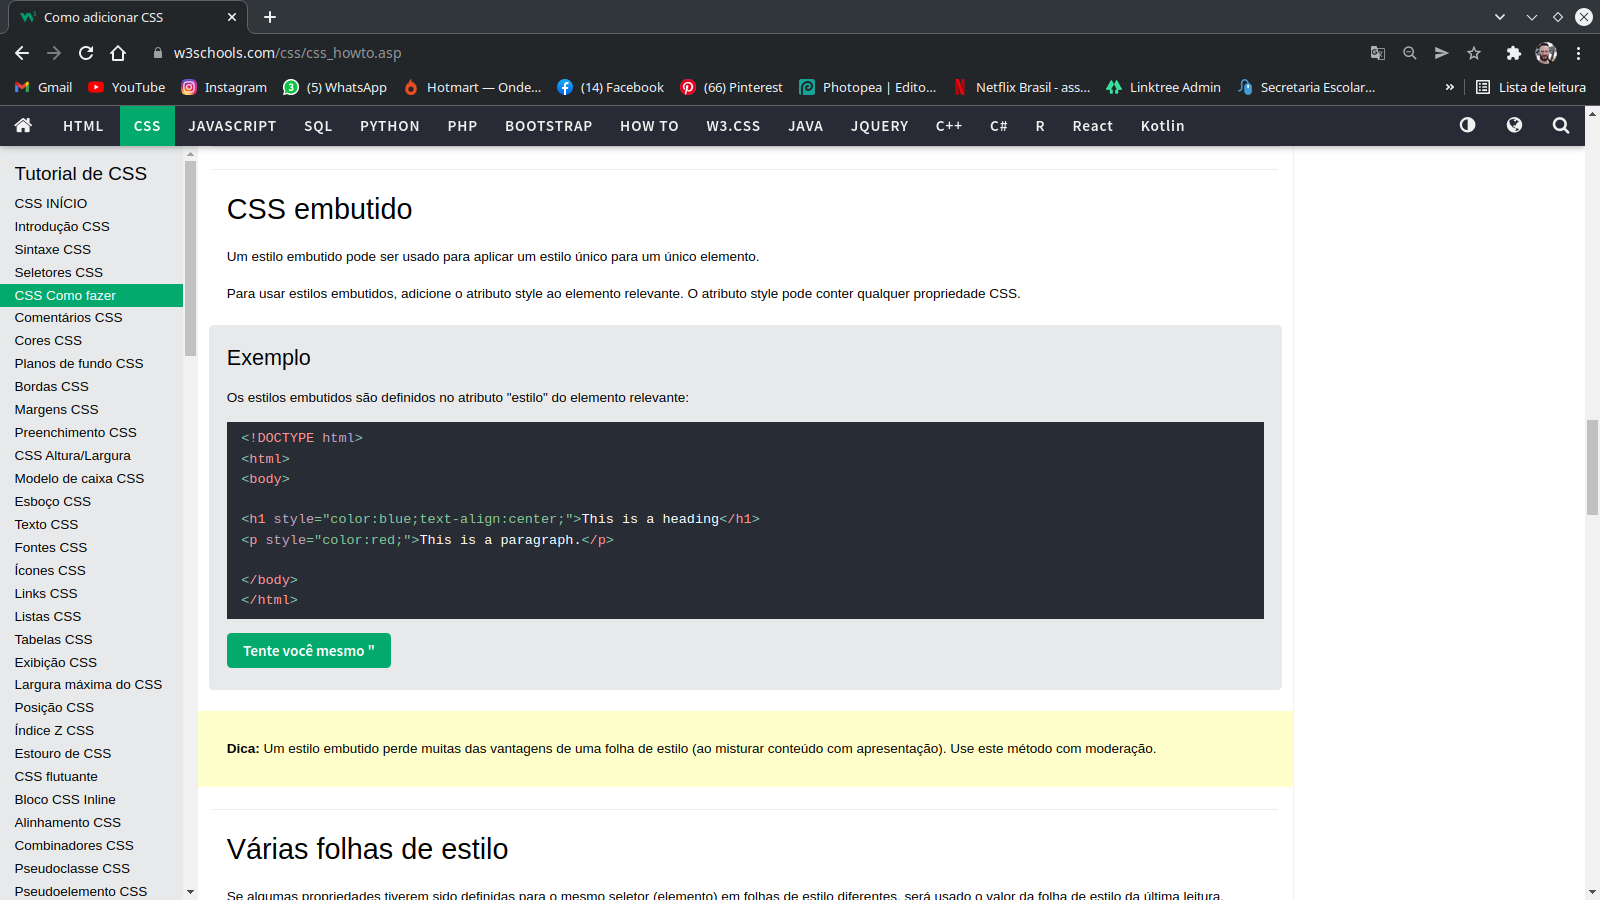 Como adicionar CSS
w3schools.com/css/css_howto.asp
Gmail YouTube Instagram (5) WhatsApp Hotmart — Onde... (14) Facebook (66) Pinterest Photopea | Edito... Netflix Brasil - ass... Linktree Admin Secretaria Escolar... » Lista de leitura
HTML CSS JAVASCRIPT SQL PYTHON PHP BOOTSTRAP HOW TO W3.CSS JAVA JQUERY C++ C# R React Kotlin
Tutorial de CSS
CSS INÍCIO
Introdução CSS
Sintaxe CSS
Seletores CSS
CSS Como fazer
Comentários CSS
Cores CSS
Planos de fundo CSS
Bordas CSS
Margens CSS
Preenchimento CSS
CSS Altura/Largura
Modelo de caixa CSS
Esboço CSS
Texto CSS
Fontes CSS
Ícones CSS
Links CSS
Listas CSS
Tabelas CSS
Exibição CSS
Largura máxima do CSS
Posição CSS
Índice Z CSS
Estouro de CSS
CSS flutuante
Bloco CSS Inline
Alinhamento CSS
Combinadores CSS
Pseudoclasse CSS
Pseudoelemento CSS
CSS embutido
Um estilo embutido pode ser usado para aplicar um estilo único para um único elemento.
Para usar estilos embutidos, adicione o atributo style ao elemento relevante. O atributo style pode conter qualquer propriedade CSS.
Exemplo
Os estilos embutidos são definidos no atributo "estilo" do elemento relevante:
<!DOCTYPE html>
<html>
<body>
<h1 style="color:blue;text-align:center;">This is a heading</h1>
<p style="color:red;">This is a paragraph.</p>
</body>
</html>
Tente você mesmo "
Dica: Um estilo embutido perde muitas das vantagens de uma folha de estilo (ao misturar conteúdo com apresentação). Use este método com moderação.
Várias folhas de estilo
Se algumas propriedades tiverem sido definidas para o mesmo seletor (elemento) em folhas de estilo diferentes, será usado o valor da folha de estilo da última leitura.